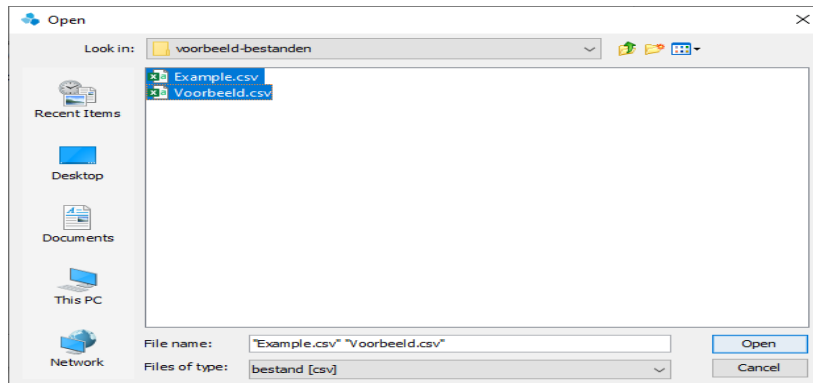 Open
Look in:
voorbeeld-bestanden
Example.csv
Voorbeeld.csv
Recent Items
Desktop
Documents
This PC
Network
File name:
"Example.csv" "Voorbeeld.csv"
Open
Files of type:
bestand [csv]
Cancel